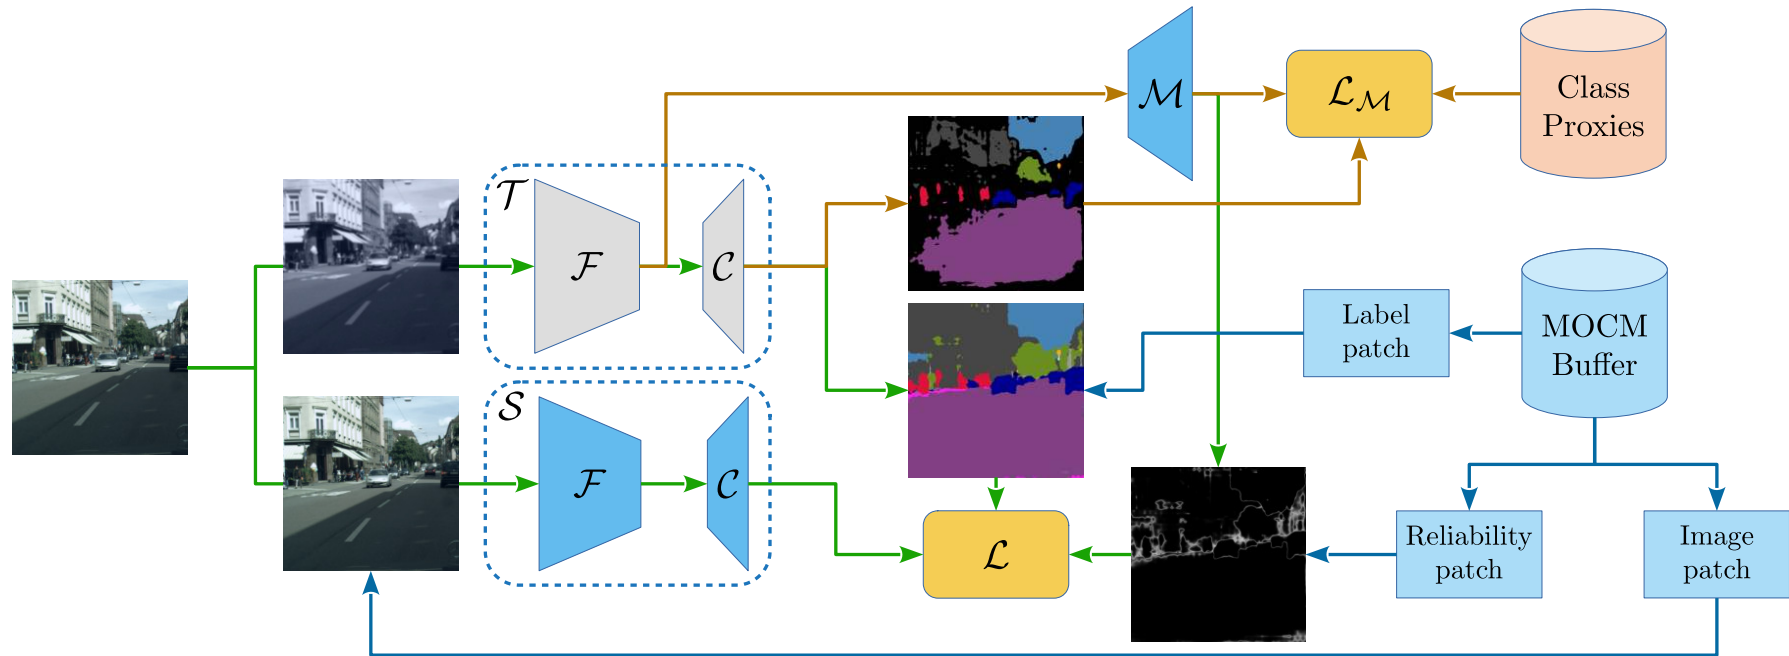 𝓜
𝓛_𝓜
Class
Proxies
𝓣
𝓕
𝓒
Label
patch
MOCM
Buffer
𝓢
𝓕
𝓒
𝓛
Reliability
patch
Image
patch